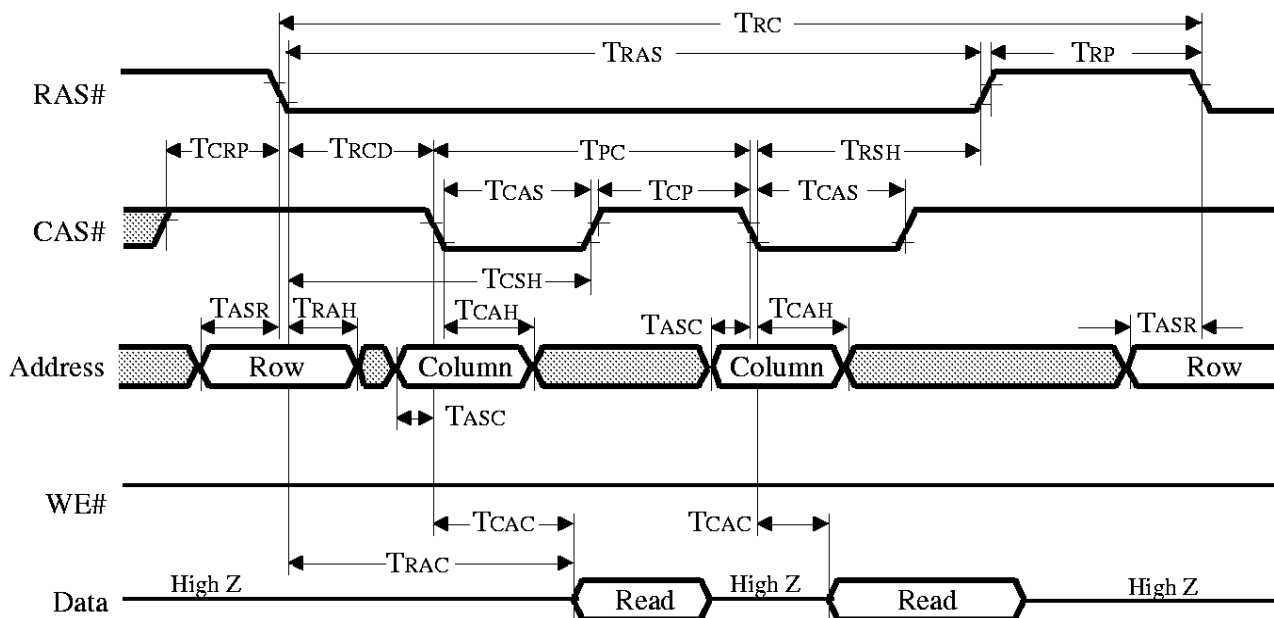 TRC
TRAS TRP
RAS#
TCRP TRCD TPC TRSH
TCAS TCP TCAS
CAS#
TCSH
TASR TRAH TCAH TASC TCAH TASR
Address Row Column Column Row
TASC
WE#
TCAC TCAC
TRAC
High Z High Z High Z
Data Read Read